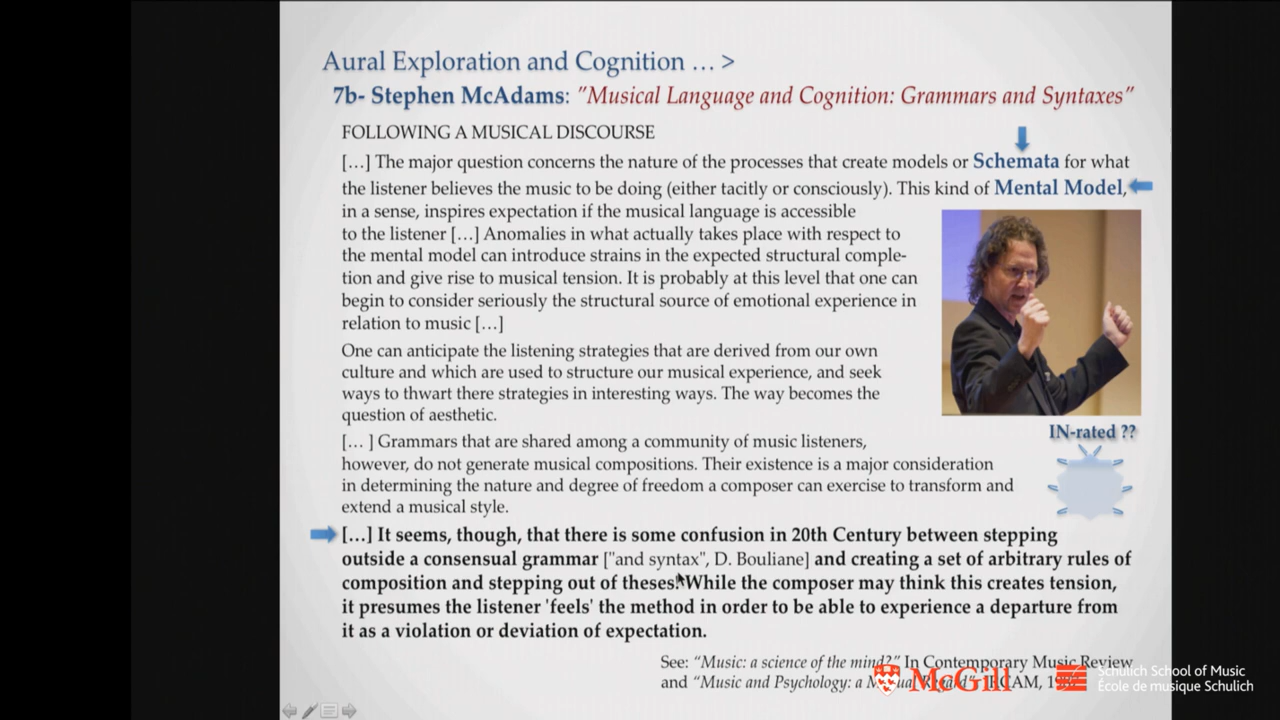 Aural Exploration and Cognition … >
7b- Stephen McAdams: "Musical Language and Cognition: Grammars and Syntaxes"
FOLLOWING A MUSICAL DISCOURSE
[…] The major question concerns the nature of the processes that create models or Schemata for what
the listener believes the music to be doing (either tacitly or consciously). This kind of Mental Model,
in a sense, inspires expectation if the musical language is accessible
to the listener […] Anomalies in what actually takes place with respect to
the mental model can introduce strains in the expected structural comple-
tion and give rise to musical tension. It is probably at this level that one can
begin to consider seriously the structural source of emotional experience in
relation to music […]
One can anticipate the listening strategies that are derived from our own
culture and which are used to structure our musical experience, and seek
ways to thwart there strategies in interesting ways. The way becomes the
question of aesthetic.
IN-rated ??
[… ] Grammars that are shared among a community of music listeners,
however, do not generate musical compositions. Their existence is a major consideration
in determining the nature and degree of freedom a composer can exercise to transform and
extend a musical style.
[…] It seems, though, that there is some confusion in 20th Century between stepping
outside a consensual grammar ["and syntax", D. Bouliane] and creating a set of arbitrary rules of
composition and stepping out of theses. While the composer may think this creates tension,
it presumes the listener 'feels' the method in order to be able to experience a departure from
it as a violation or deviation of expectation.
See: "Music: a science of the mind?" In Contemporary Music Review
and "Music and Psychology: a IRCAM,
McGill
Schulich School of Music
École de musique Schulich